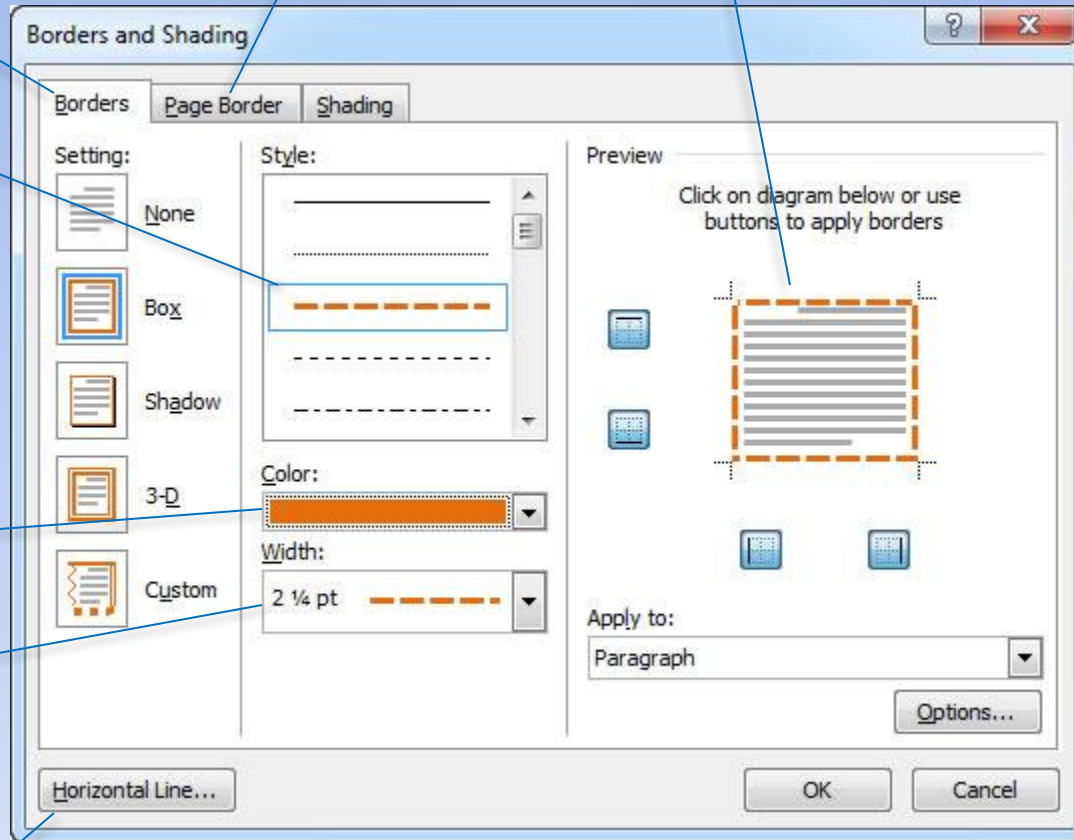 Borders and Shading
Borders
Page Border
Shading
Setting:
None
Box
Shadow
3-D
Custom
Style:
Color:
Width:
2 ¼ pt
Preview
Click on diagram below or use
buttons to apply borders
Apply to:
Paragraph
Options...
Horizontal Line...
OK
Cancel